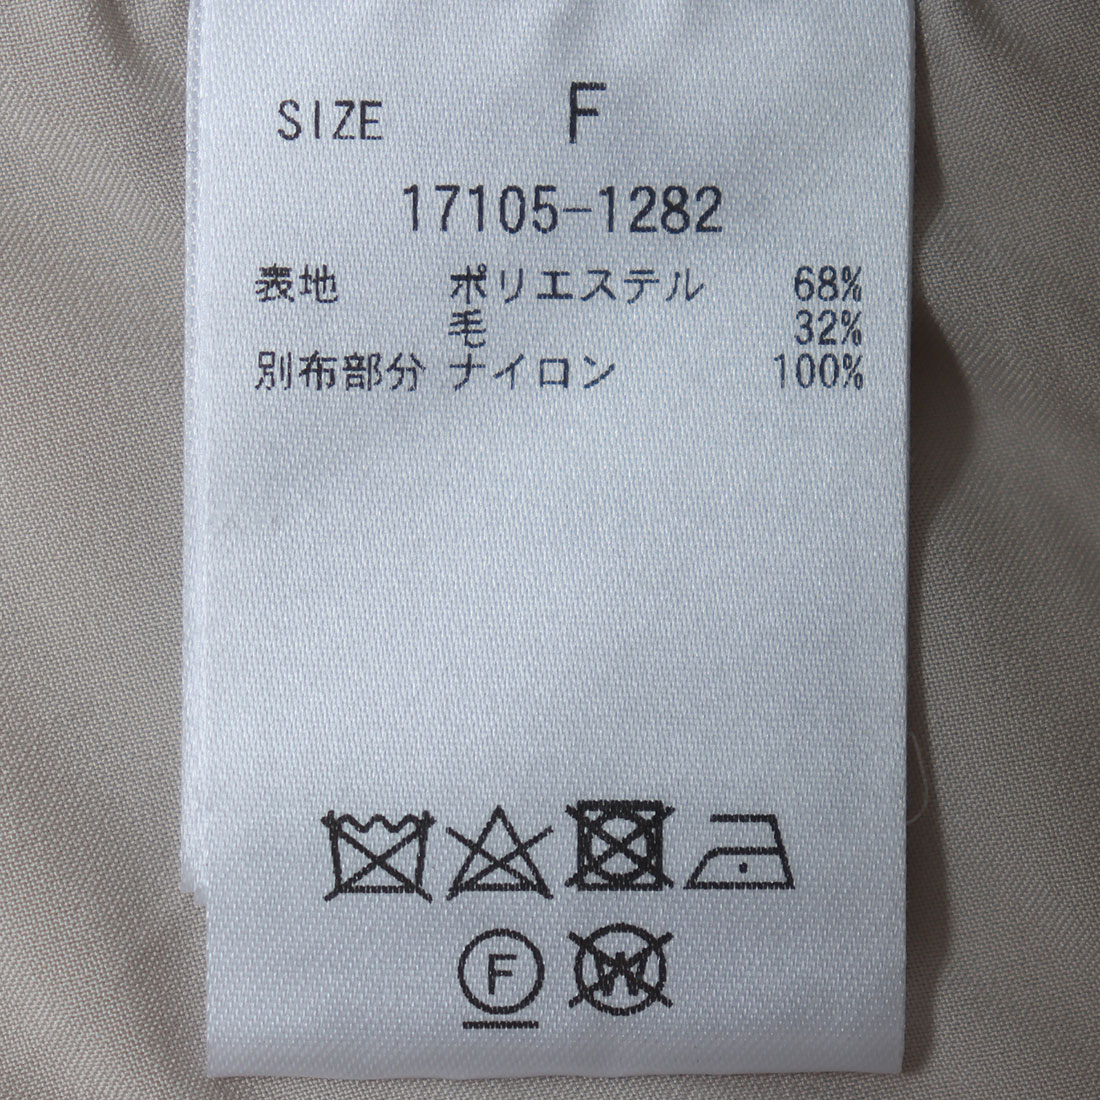 SIZE F
17105-1282
表地 ポリエステル 68%
毛 32%
別布部分 ナイロン 100%
F W